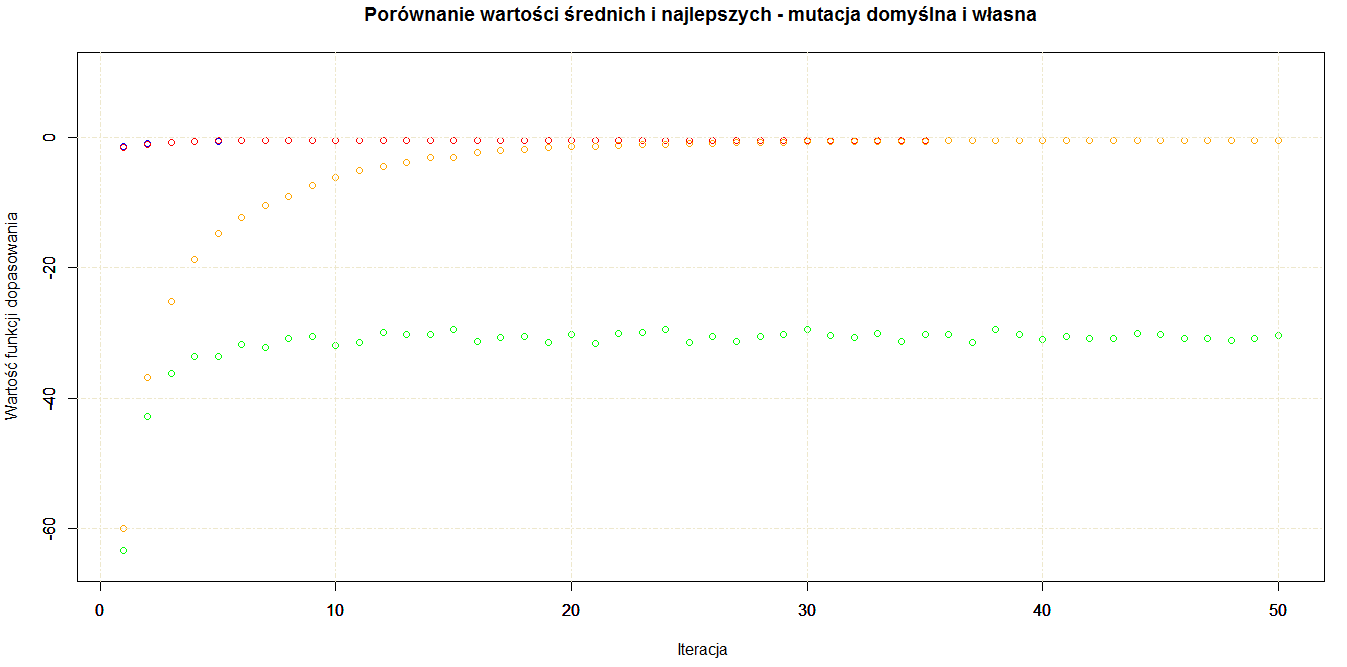 Porównanie wartości średnich i najlepszych - mutacja domyślna i własna
Wartość funkcji dopasowania
0
-20
-40
-60
0 10 20 30 40 50
Iteracja